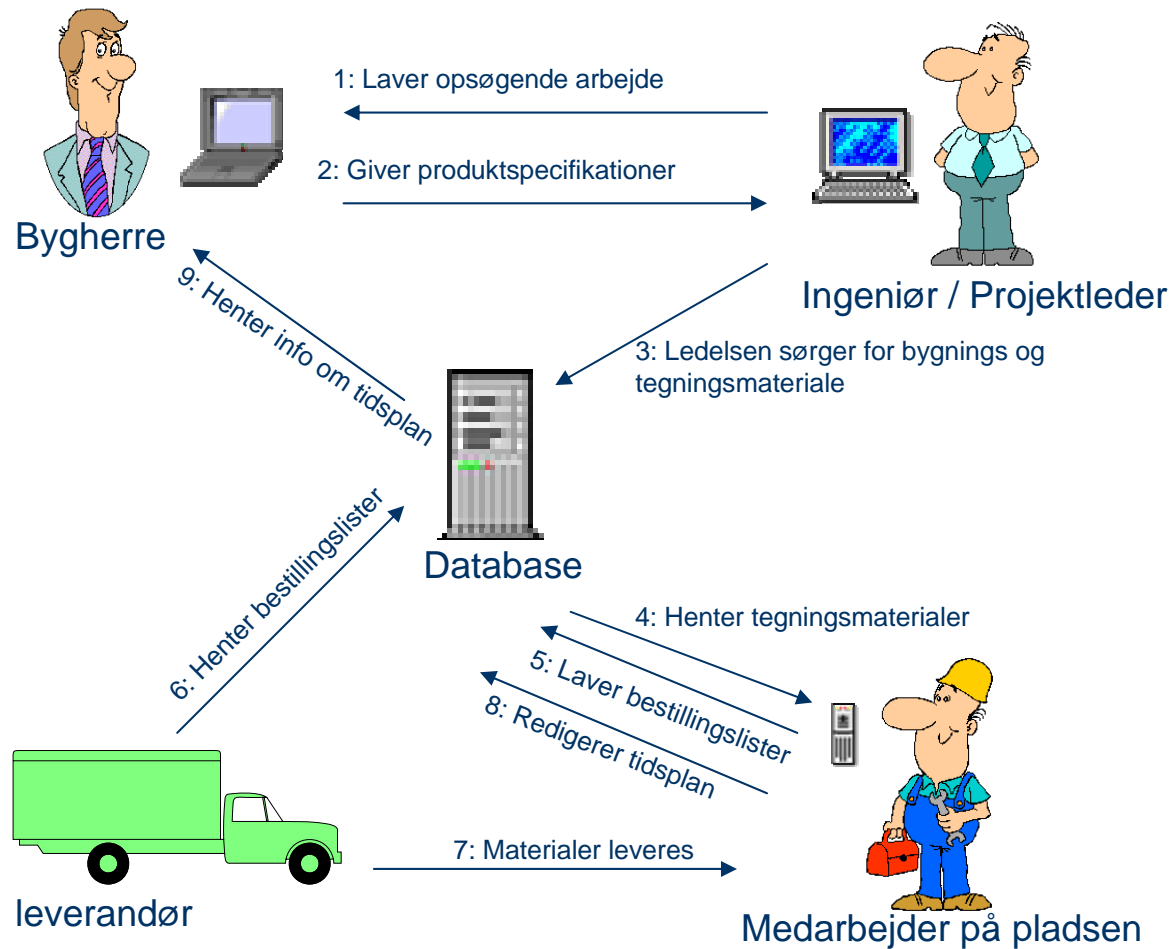 1: Laver opsøgende arbejde
2: Giver produktspecifikationer
Bygherre
Ingeniør / Projektleder
9: Henter info om tidsplan
3: Ledelsen sørger for bygnings og
tegningsmateriale
Database
6: Henter bestillingslister
4: Henter tegningsmaterialer
5: Laver bestillingslister
8: Redigerer tidsplan
7: Materialer leveres
leverandør
Medarbejder på pladsen